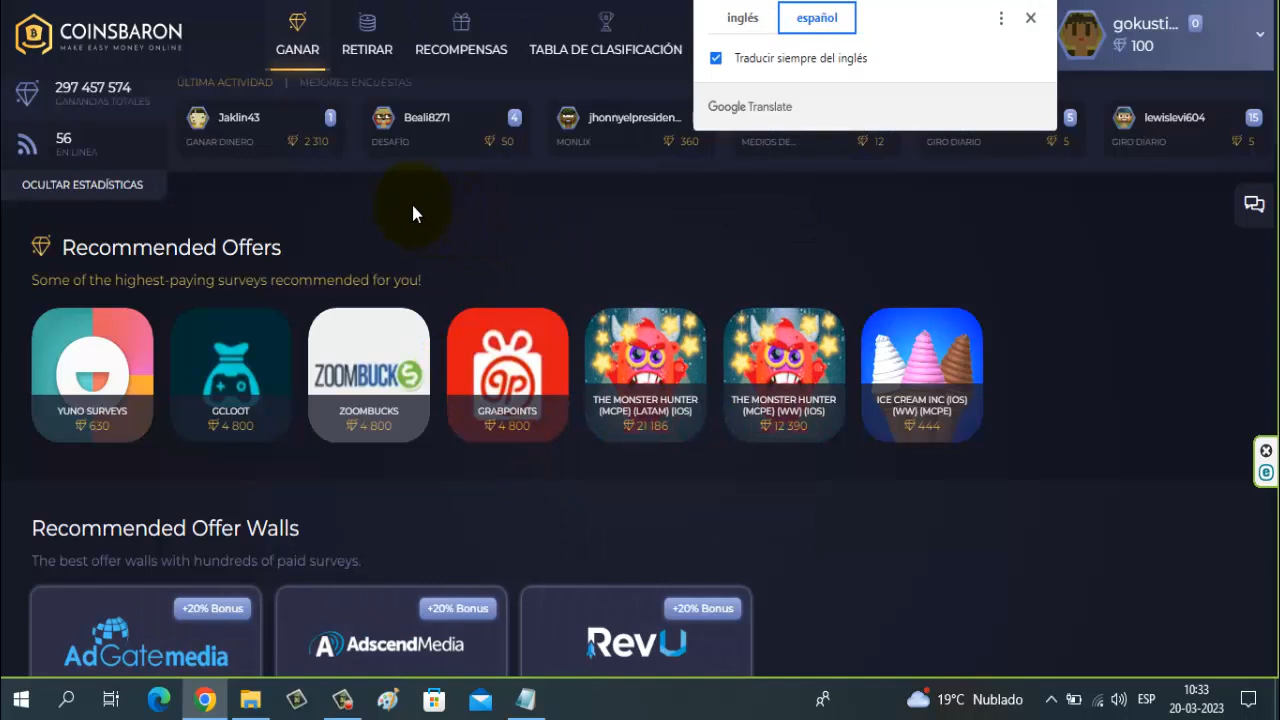 COINSBARON
MAKE EASY MONEY ONLINE
GANAR
RETIRAR
RECOMPENSAS
TABLA DE CLASIFICACIÓN
inglés
español
Traducir siempre del inglés
Google Translate
gokusti...
0
100
297 457 574
GANANCIAS TOTALES
56
EN LINEA
OCULTAR ESTADÍSTICAS
ÚLTIMA ACTIVIDAD | MEJORES ENCUESTAS
Jaklin43
1
GANAR DINERO
2 310
Beali8271
4
DESAFÍO
50
jhonnyelpresiden...
MONLIX
360
MEDIOS DE...
12
5
GIRO DIARIO
5
lewislevi604
15
GIRO DIARIO
5
Recommended Offers
Some of the highest-paying surveys recommended for you!
YUNO SURVEYS
630
GCLOOT
4 800
ZOOMBUCKS
ZOOMBUCKS
4 800
gp
GRABPOINTS
4 800
THE MONSTER HUNTER
(MCPE) (LATAM) (IOS)
21 186
THE MONSTER HUNTER
(MCPE) (WW) (IOS)
12 390
ICE CREAM INC (IOS)
(WW) (MCPE)
444
Recommended Offer Walls
The best offer walls with hundreds of paid surveys.
+20% Bonus
AdGatemedia
+20% Bonus
AdscendMedia
+20% Bonus
RevU
19°C Nublado
ESP
10:33
20-03-2023